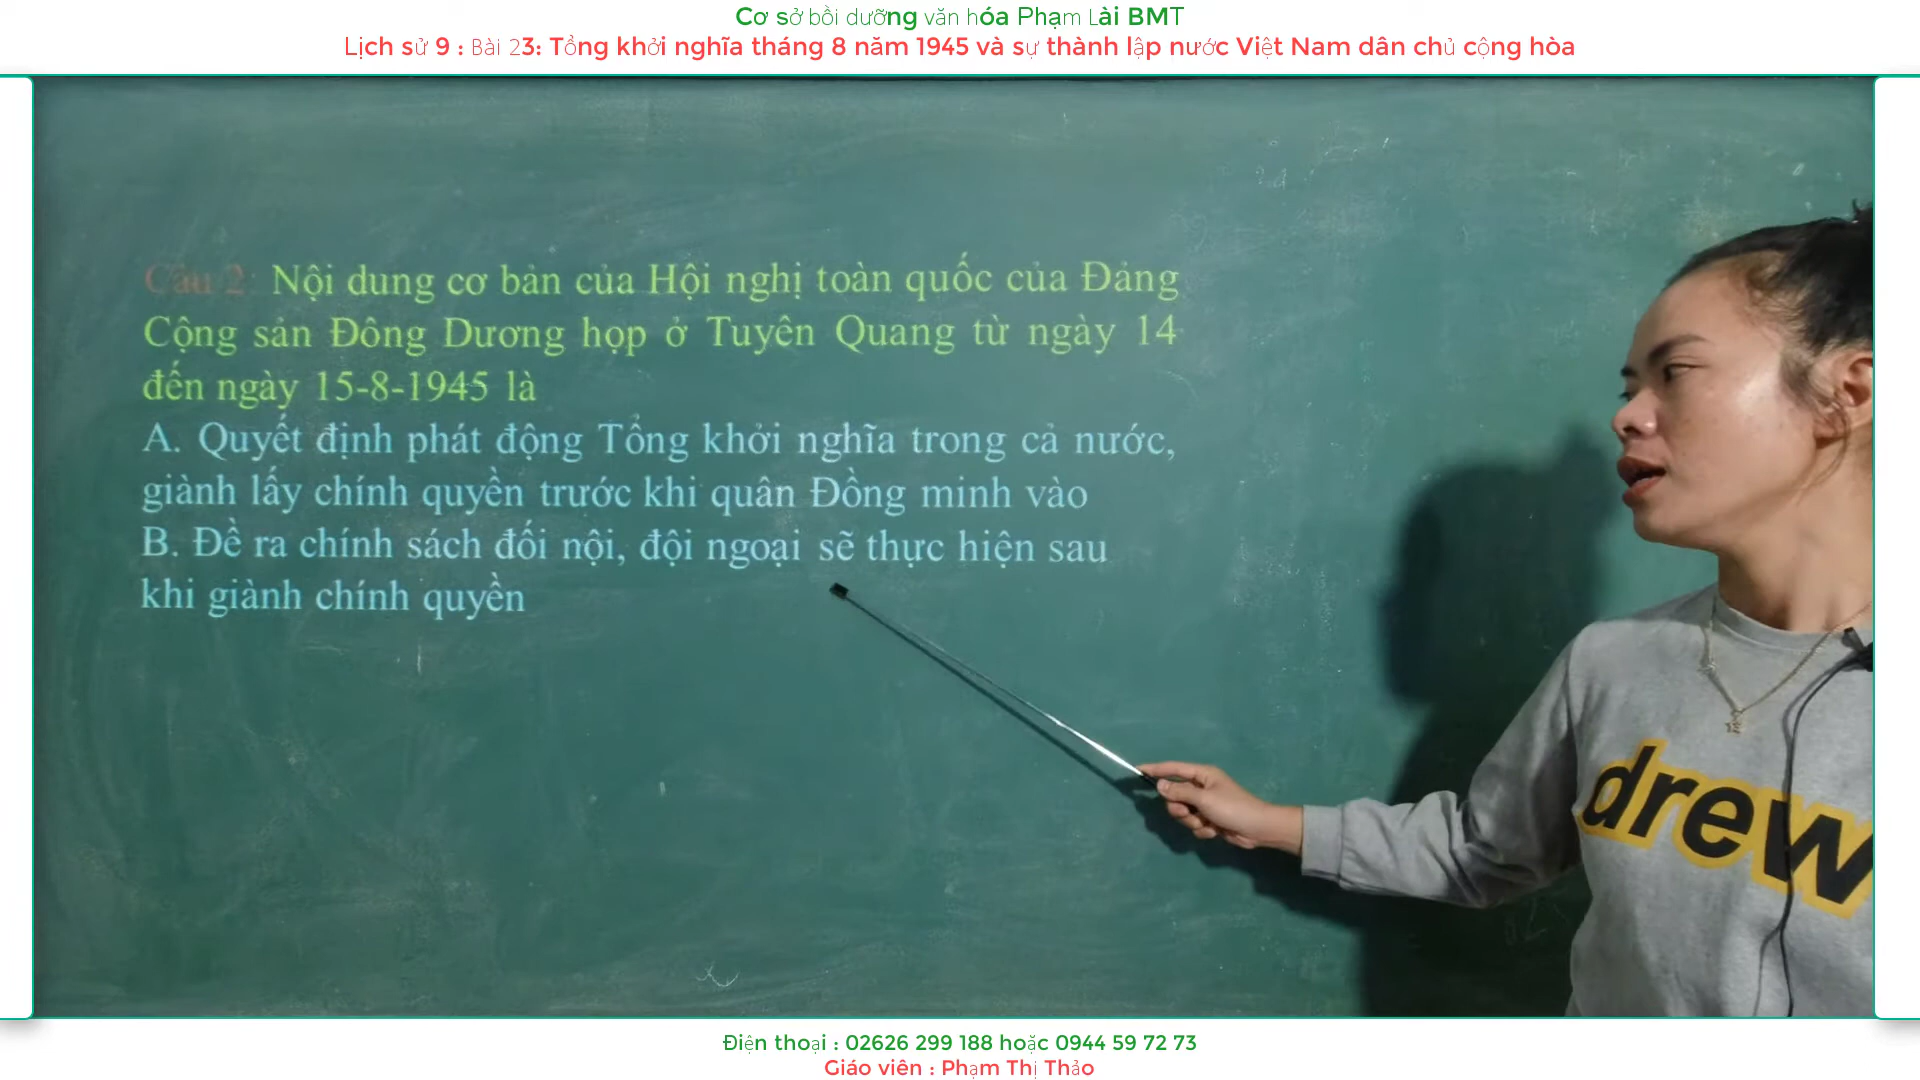 Cơ sở bồi dưỡng văn hóa Phạm Lài BMT
Lịch sử 9 : Bài 23: Tổng khởi nghĩa tháng 8 năm 1945 và sự thành lập nước Việt Nam dân chủ cộng hòa
Câu 2: Nội dung cơ bản của Hội nghị toàn quốc của Đảng
Cộng sản Đông Dương họp ở Tuyên Quang từ ngày 14
đến ngày 15-8-1945 là
A. Quyết định phát động Tổng khởi nghĩa trong cả nước,
giành lấy chính quyền trước khi quân Đồng minh vào
B. Đề ra chính sách đối nội, đội ngoại sẽ thực hiện sau
khi giành chính quyền
drew
Điện thoại : 02626 299 188 hoặc 0944 59 72 73
Giáo viên : Phạm Thị Thảo